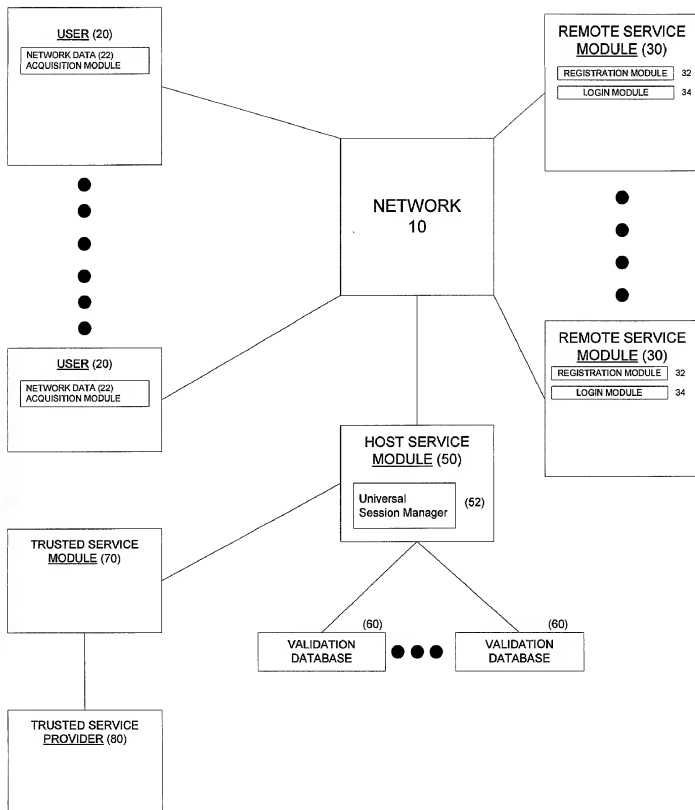 USER (20)
NETWORK DATA (22)
ACQUISITION MODULE
REMOTE SERVICE
MODULE (30)
REGISTRATION MODULE 32
LOGIN MODULE 34
NETWORK
10
USER (20)
NETWORK DATA (22)
ACQUISITION MODULE
REMOTE SERVICE
MODULE (30)
REGISTRATION MODULE 32
LOGIN MODULE 34
HOST SERVICE
MODULE (50)
Universal
Session Manager
(52)
TRUSTED SERVICE
MODULE (70)
(60)
VALIDATION
DATABASE
(60)
VALIDATION
DATABASE
TRUSTED SERVICE
PROVIDER (80)